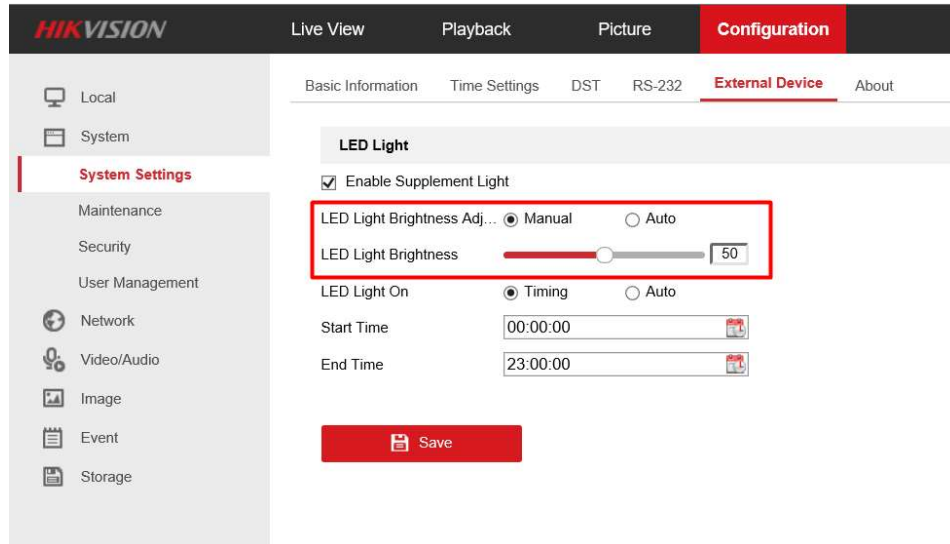 HIKVISION Live View Playback Picture Configuration
Basic Information Time Settings DST RS-232 External Device About
Local
System
System Settings
Maintenance
Security
User Management
Network
Video/Audio
Image
Event
Storage
LED Light
Enable Supplement Light
LED Light Brightness Adj... Manual Auto
LED Light Brightness 50
LED Light On Timing Auto
Start Time 00:00:00
End Time 23:00:00
Save